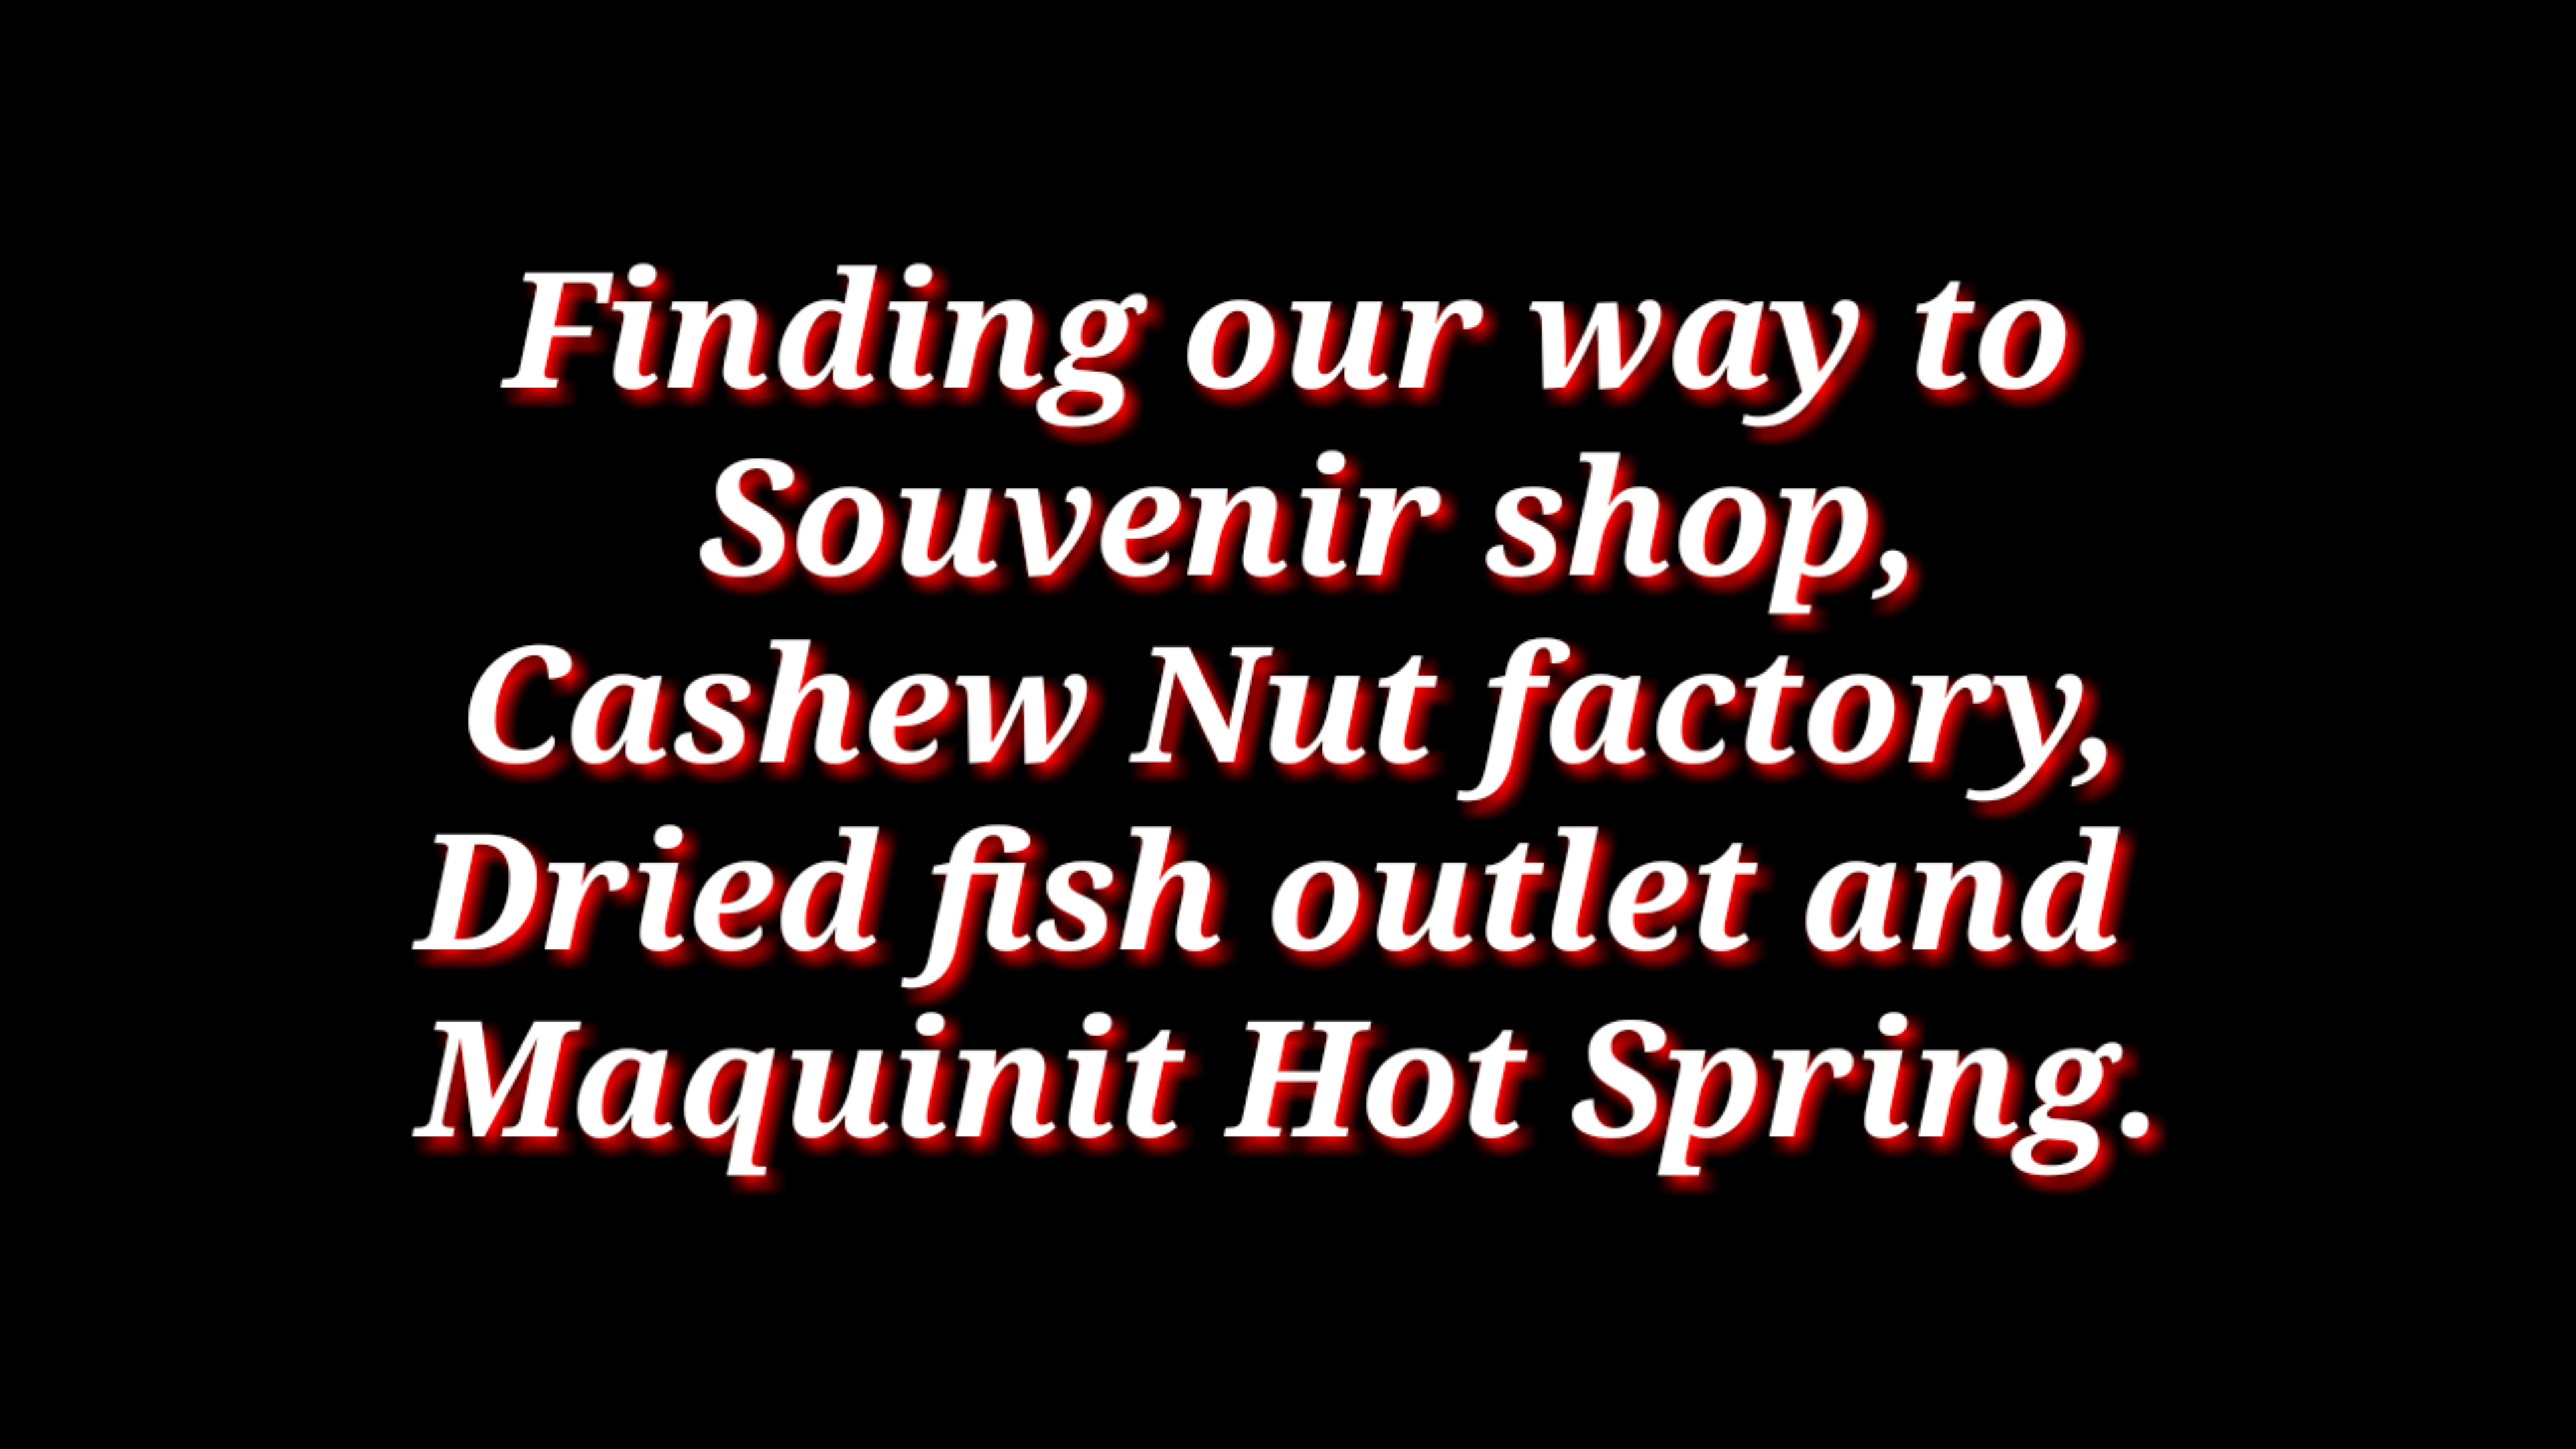 Finding our way to
Souvenir shop,
Cashew Nut factory,
Dried fish outlet and
Maquinit Hot Spring.